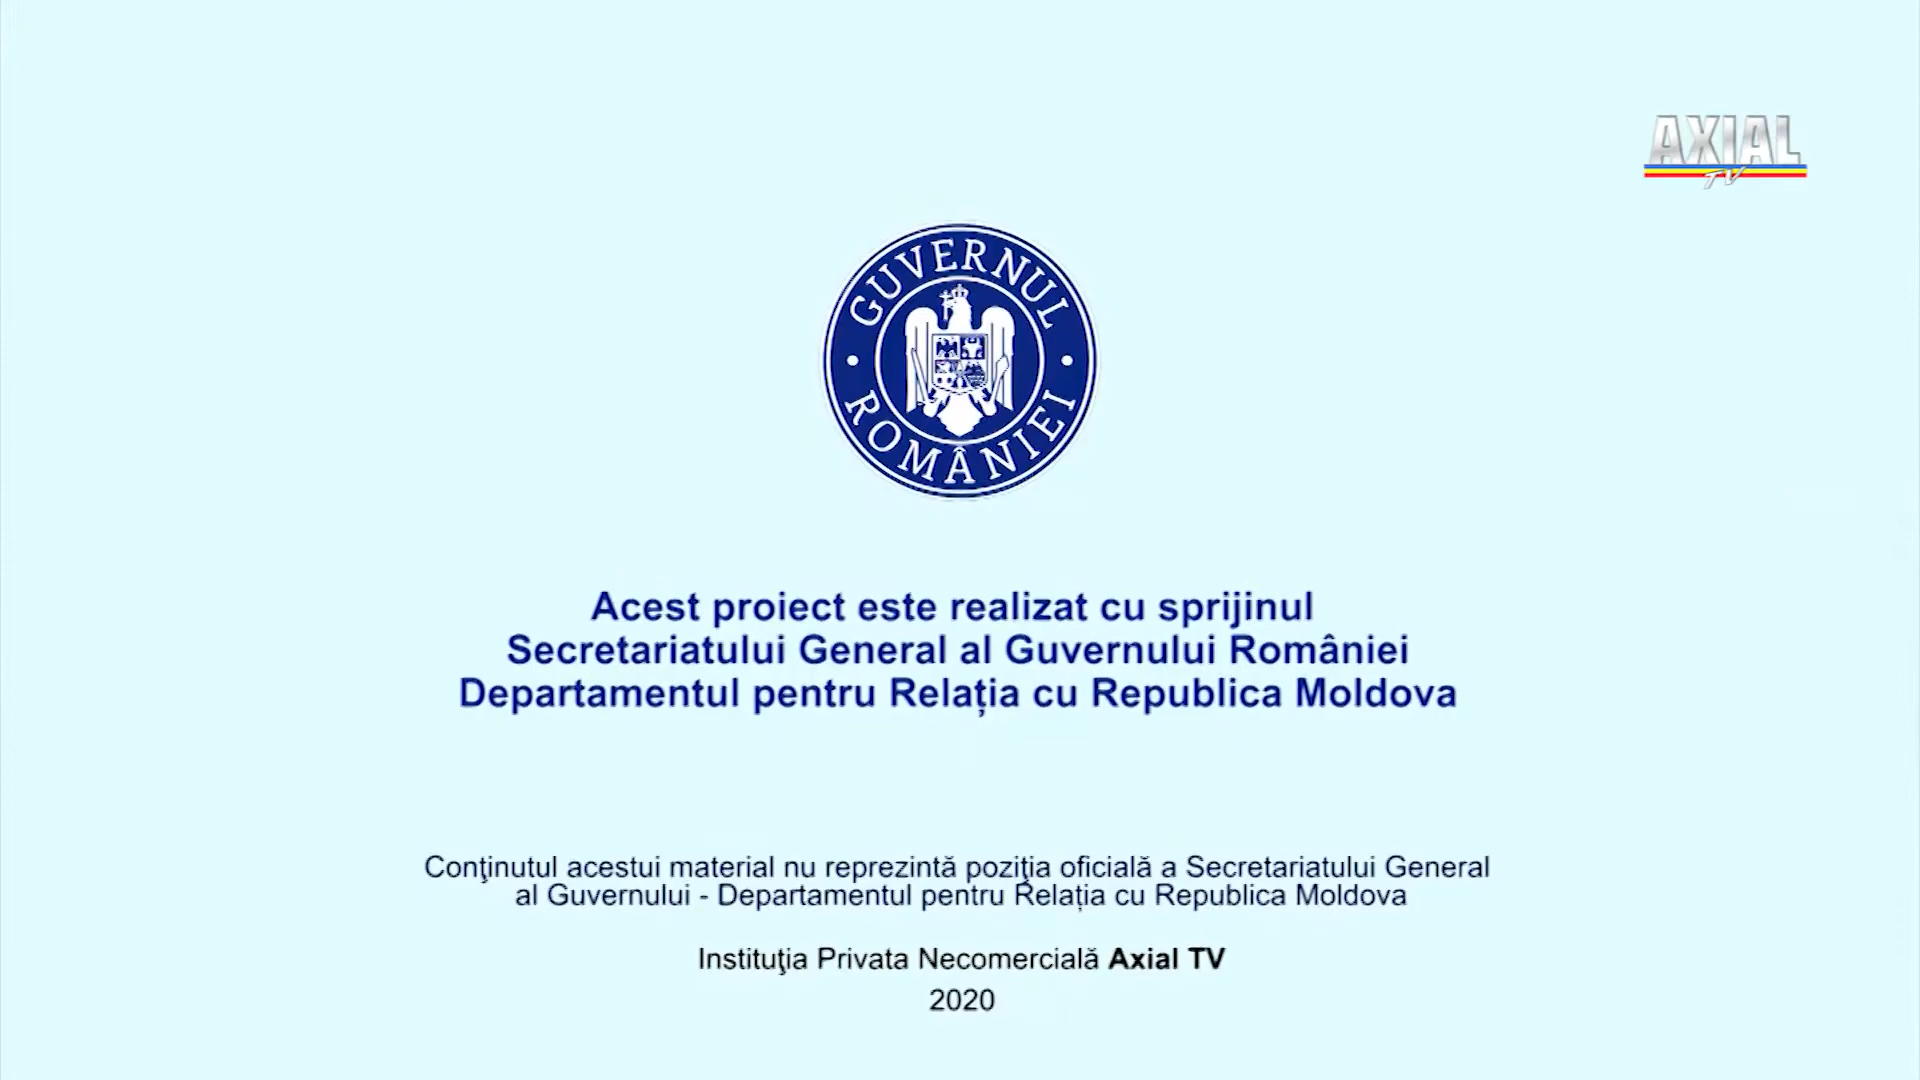 AXIAL
TV
GUVERNUL
ROMÂNIEI
Acest proiect este realizat cu sprijinul
Secretariatului General al Guvernului României
Departamentul pentru Relația cu Republica Moldova
Conţinutul acestui material nu reprezintă poziţia oficială a Secretariatului General
al Guvernului - Departamentul pentru Relația cu Republica Moldova
Instituţia Privata Necomercială Axial TV
2020